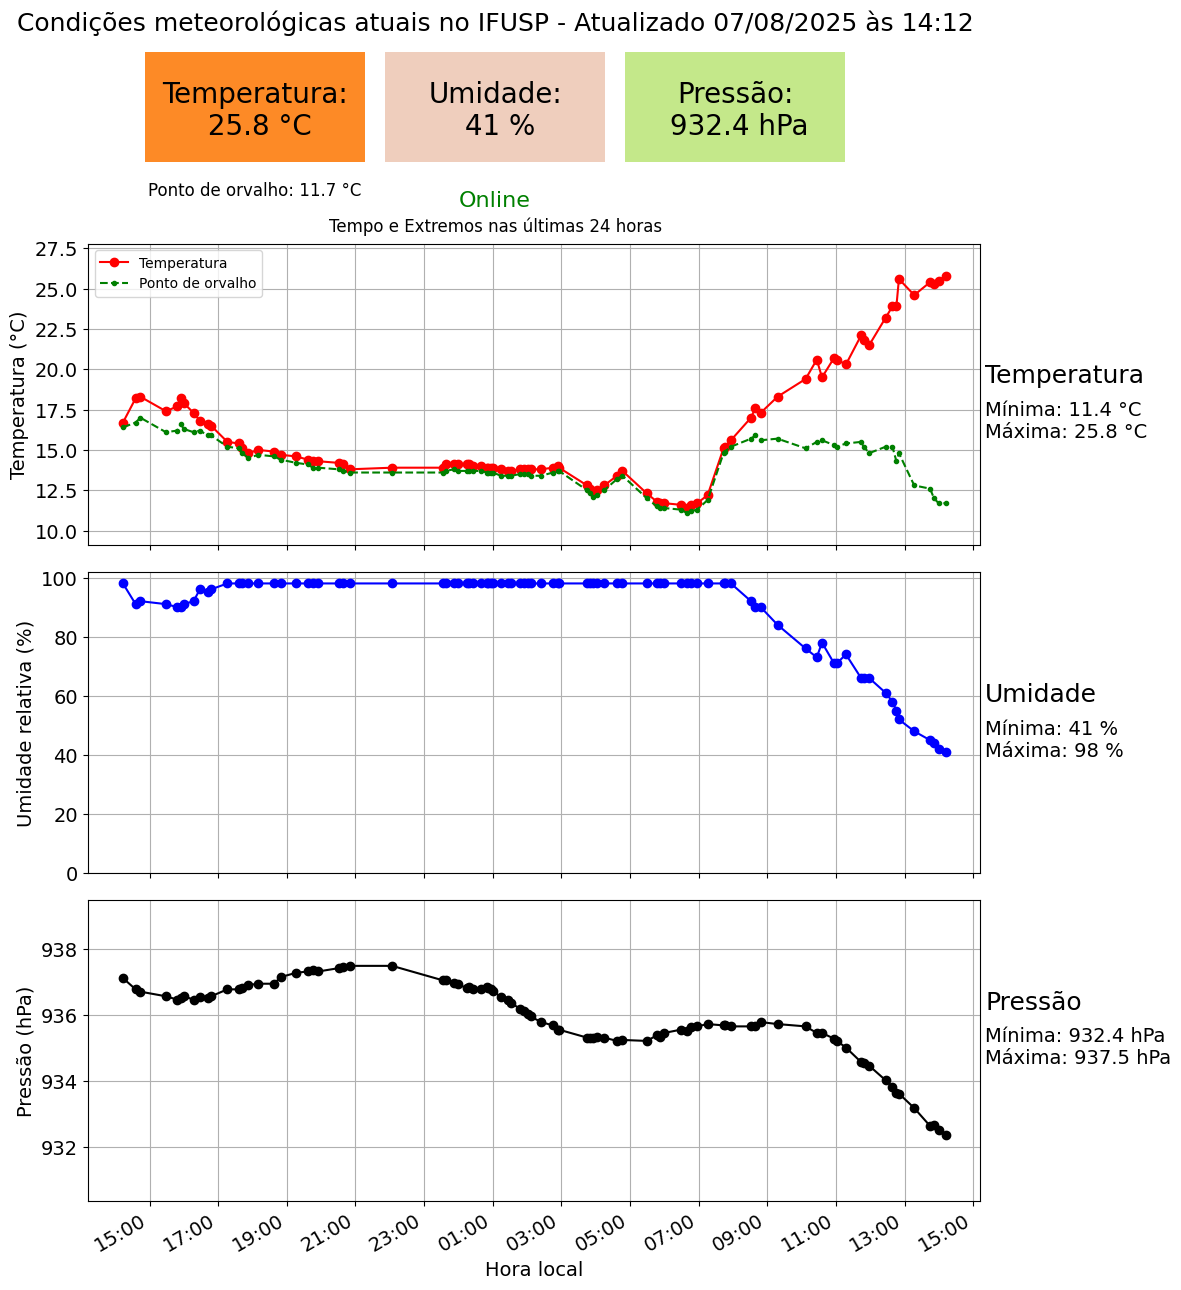 Condições meteorológicas atuais no IFUSP - Atualizado 07/08/2025 às 14:12
Temperatura:
25.8 °C
Umidade:
41 %
Pressão:
932.4 hPa
Ponto de orvalho: 11.7 °C
Online
Tempo e Extremos nas últimas 24 horas
Temperatura (°C)
27.5
25.0
22.5
20.0
17.5
15.0
12.5
10.0
Temperatura
Ponto de orvalho
Temperatura
Mínima: 11.4 °C
Máxima: 25.8 °C
Umidade relativa (%)
100
80
60
40
20
0
Umidade
Mínima: 41 %
Máxima: 98 %
Pressão (hPa)
938
936
934
932
Pressão
Mínima: 932.4 hPa
Máxima: 937.5 hPa
15:00 17:00 19:00 21:00 23:00 01:00 03:00 05:00 07:00 09:00 11:00 13:00 15:00
Hora local